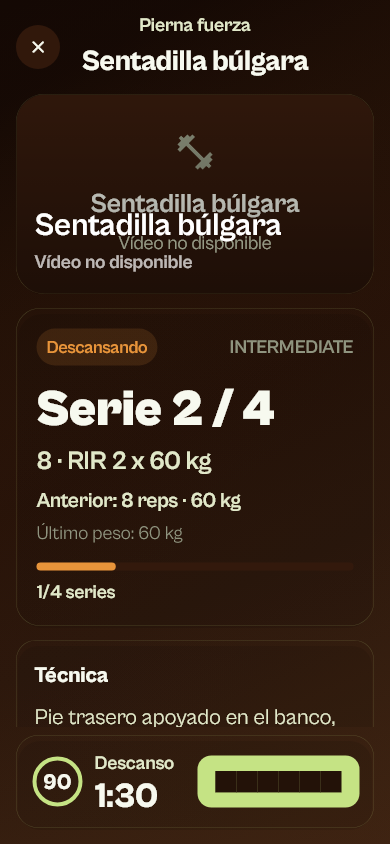 Pierna fuerza
Sentadilla búlgara
Sentadilla búlgara
Sentadilla búlgara
Vídeo no disponible
Vídeo no disponible
Descansando
INTERMEDIATE
Serie 2 / 4
8 · RIR 2 x 60 kg
Anterior: 8 reps · 60 kg
Último peso: 60 kg
1/4 series
Técnica
Pie trasero apoyado en el banco,
90
Descanso
1:30